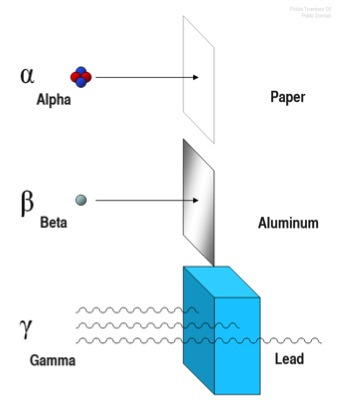 α
Alpha
Paper
β
Beta
Aluminum
γ
Gamma
Lead